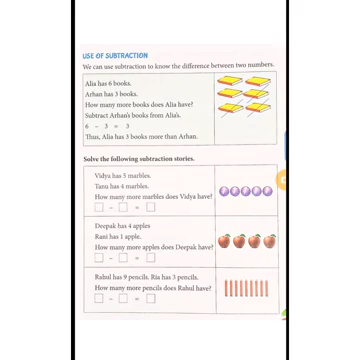 USE OF SUBTRACTION
We can use subtraction to know the difference between two numbers.
Alia has 6 books.
Arhan has 3 books.
How many more books does Alia have?
Subtract Arhan's books from Alia's.
6 – 3 = 3
Thus, Alia has 3 books more than Arhan.
Solve the following subtraction stories.
Vidya has 5 marbles.
Tanu has 4 marbles.
How many more marbles does Vidya have?
– =
Deepak has 4 apples
Rani has 1 apple.
How many more apples does Deepak have?
– =
Rahul has 9 pencils. Ria has 3 pencils.
How many more pencils does Rahul have?
– =